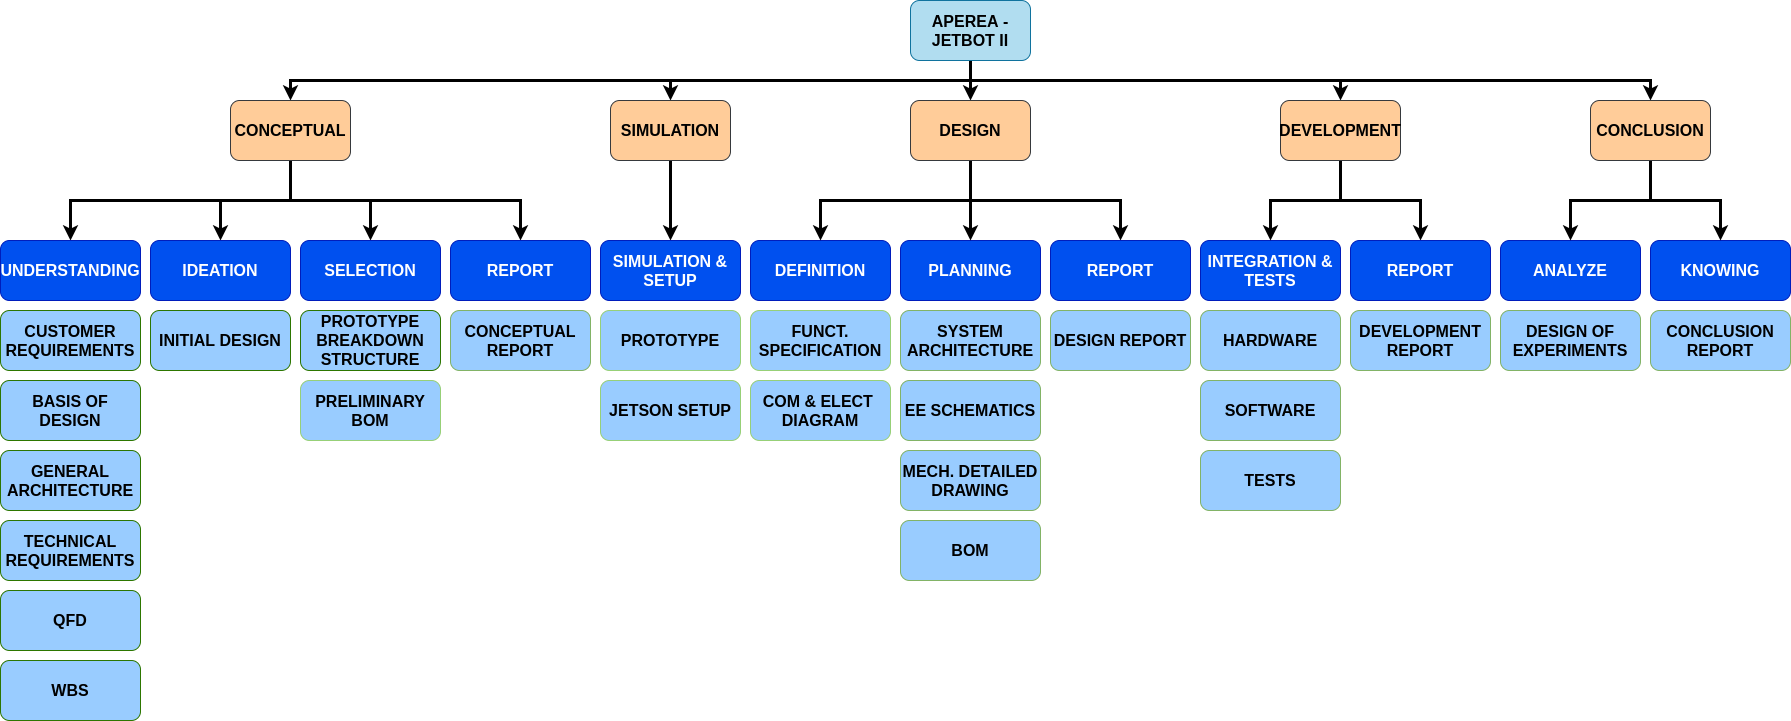 APEREA -
JETBOT II
CONCEPTUAL
SIMULATION
DESIGN
DEVELOPMENT
CONCLUSION
UNDERSTANDING
IDEATION
SELECTION
REPORT
SIMULATION &
SETUP
DEFINITION
PLANNING
REPORT
INTEGRATION &
TESTS
REPORT
ANALYZE
KNOWING
CUSTOMER
REQUIREMENTS
INITIAL DESIGN
PROTOTYPE
BREAKDOWN
STRUCTURE
CONCEPTUAL
REPORT
PROTOTYPE
FUNCT.
SPECIFICATION
SYSTEM
ARCHITECTURE
DESIGN REPORT
HARDWARE
DEVELOPMENT
REPORT
DESIGN OF
EXPERIMENTS
CONCLUSION
REPORT
BASIS OF
DESIGN
PRELIMINARY
BOM
JETSON SETUP
COM & ELECT
DIAGRAM
EE SCHEMATICS
SOFTWARE
GENERAL
ARCHITECTURE
MECH. DETAILED
DRAWING
TESTS
TECHNICAL
REQUIREMENTS
BOM
QFD
WBS